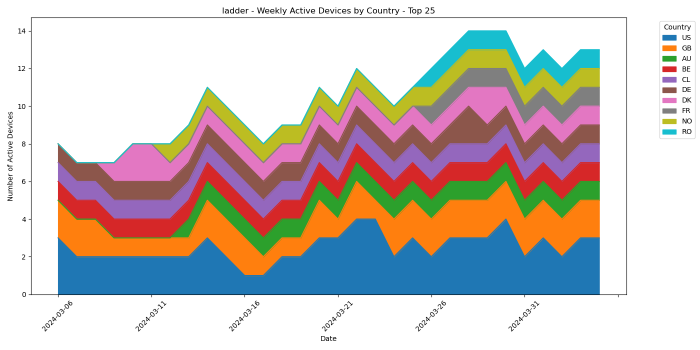 ladder - Weekly Active Devices by Country - Top 25
Number of Active Devices
14
12
10
8
6
4
2
0
2024-03-06
2024-03-11
2024-03-16
2024-03-21
2024-03-26
2024-03-31
Date
Country
US
GB
AU
BE
CL
DE
DK
FR
NO
RO